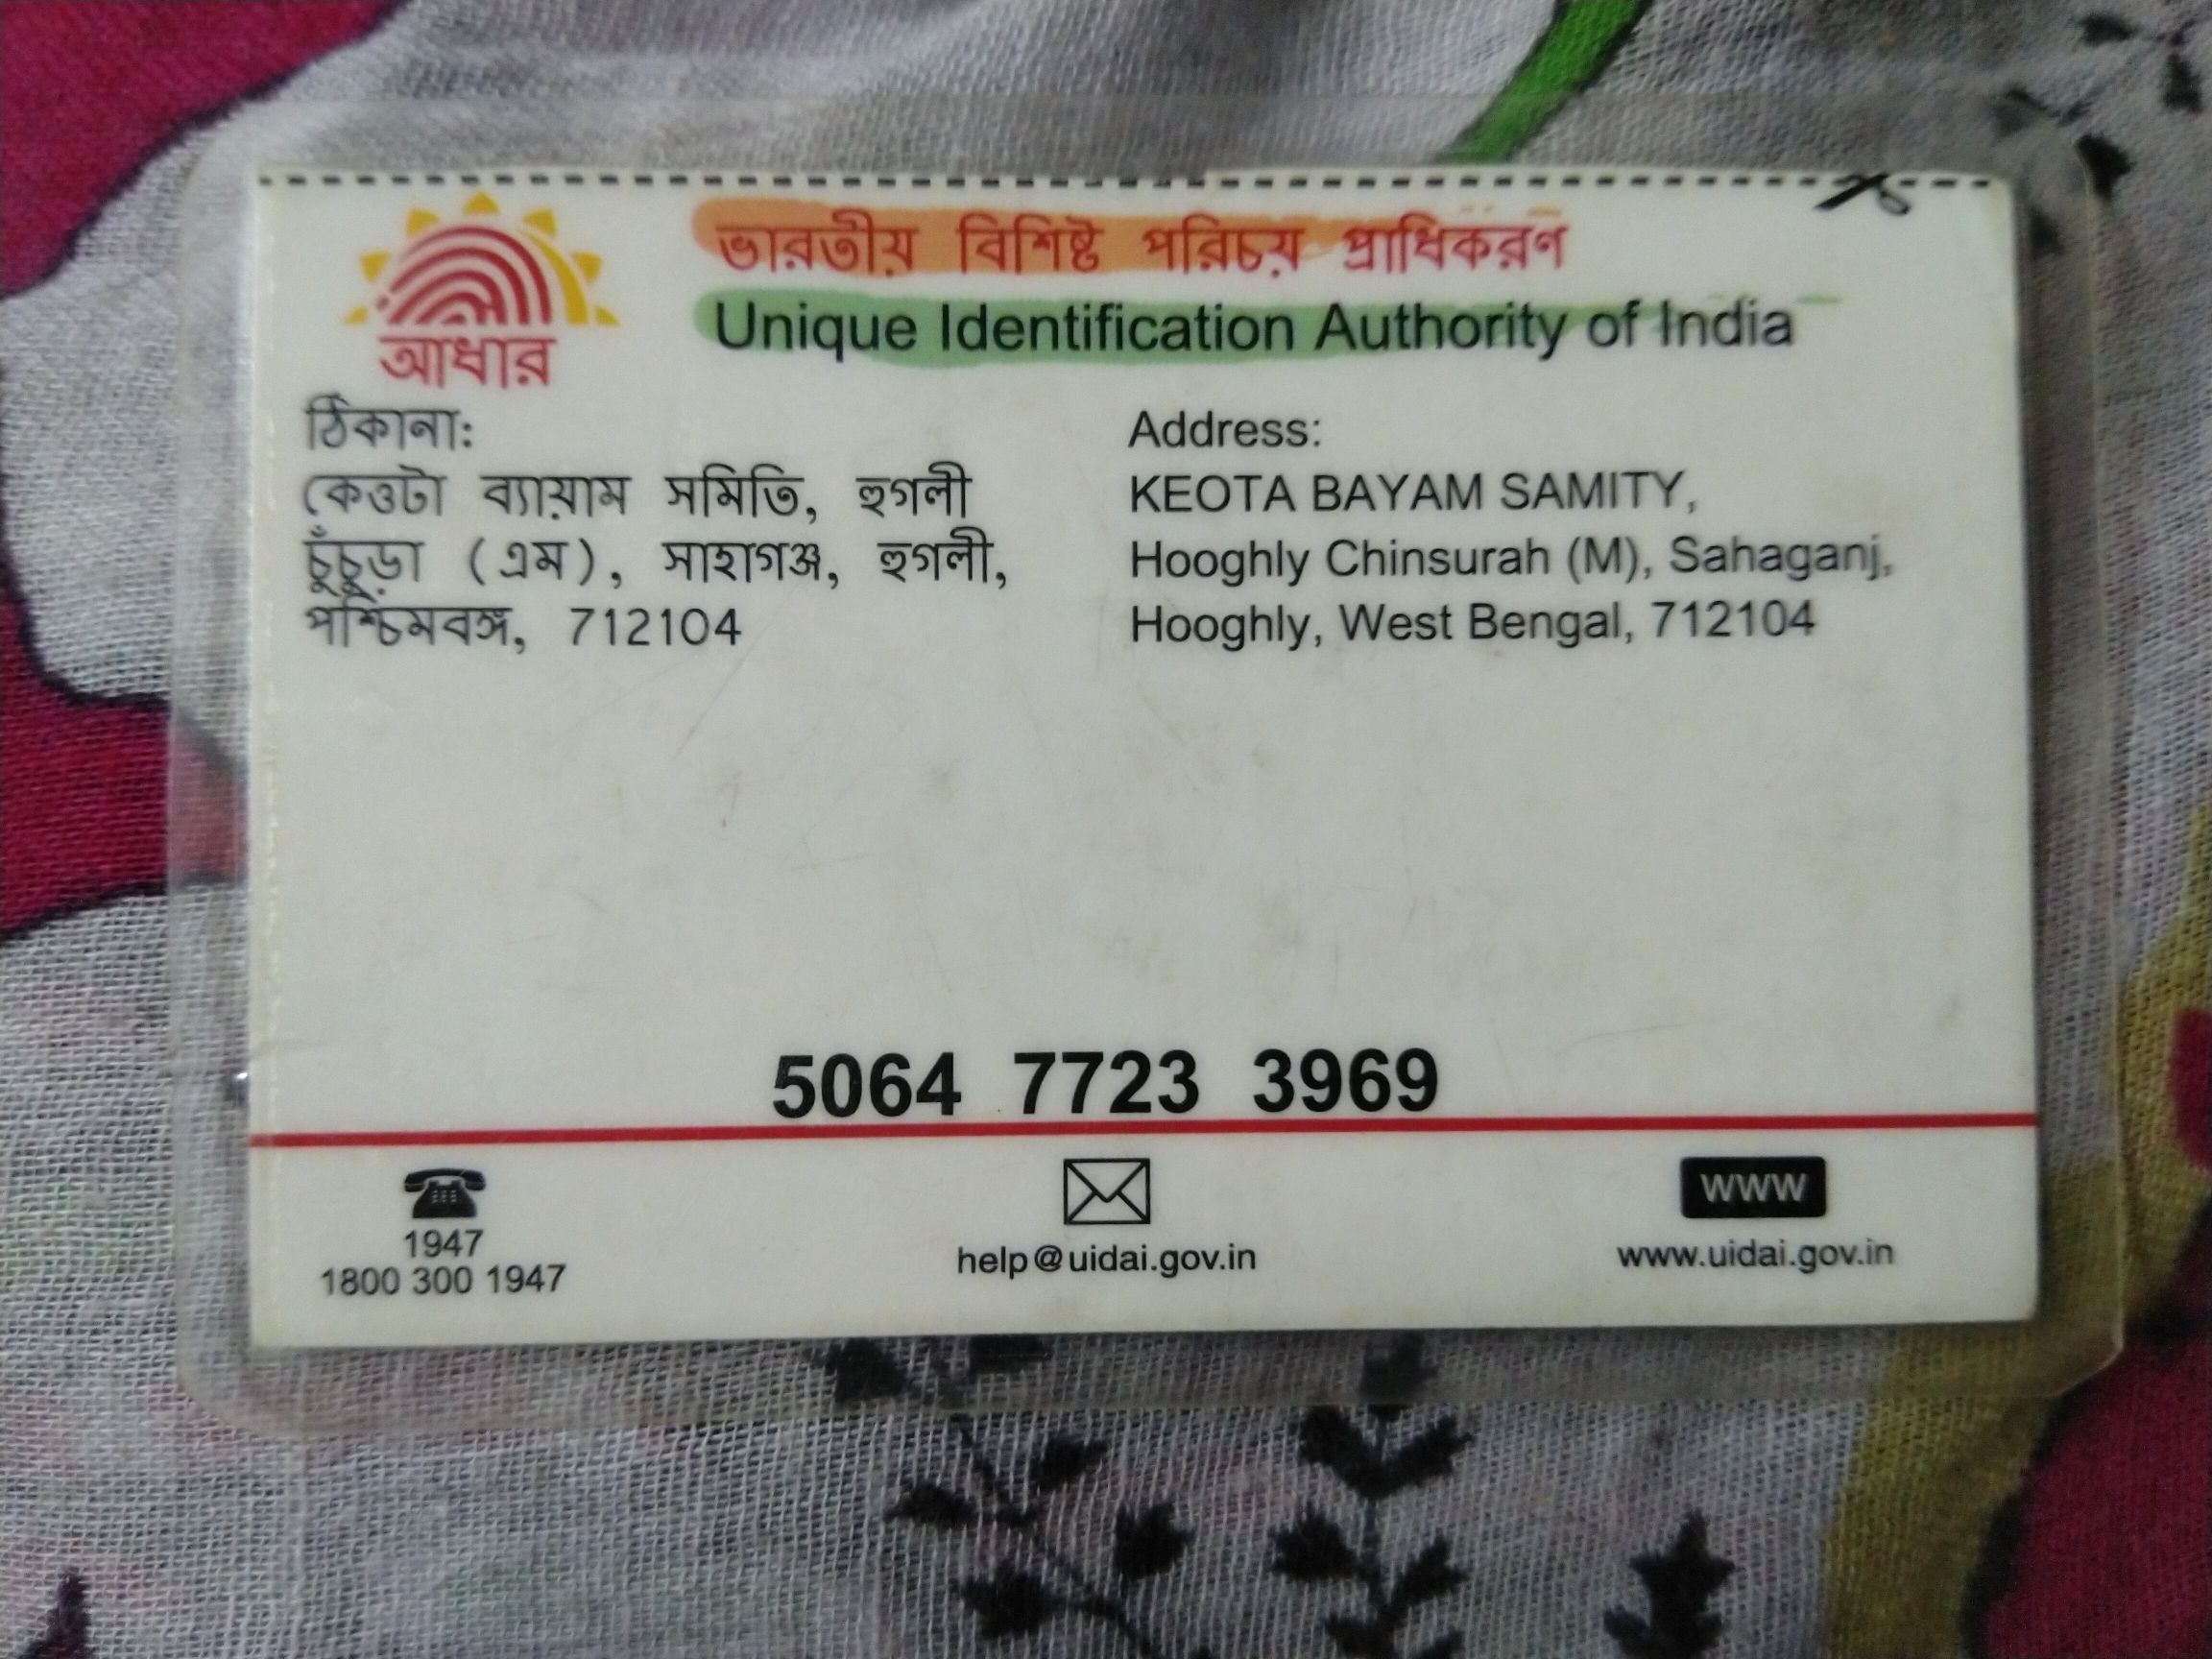 ভারতীয় বিশিষ্ট পরিচয় প্রাধিকরণ
Unique Identification Authority of India
আধার
ঠিকানা:
কেওটা ব্যায়াম সমিতি, হুগলী
চুঁচুড়া (এম), সাহাগঞ্জ, হুগলী,
পশ্চিমবঙ্গ, 712104
Address:
KEOTA BAYAM SAMITY,
Hooghly Chinsurah (M), Sahaganj,
Hooghly, West Bengal, 712104
5064 7723 3969
1947
1800 300 1947
help@uidai.gov.in
www
www.uidai.gov.in